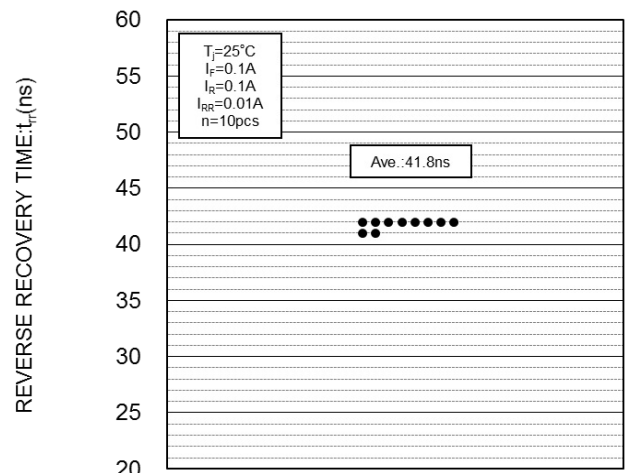 REVERSE RECOVERY TIME:trr(ns)
60
55
50
45
40
35
30
25
20
Tj=25°C
IF=0.1A
IR=0.1A
IRR=0.01A
n=10pcs
Ave.:41.8ns